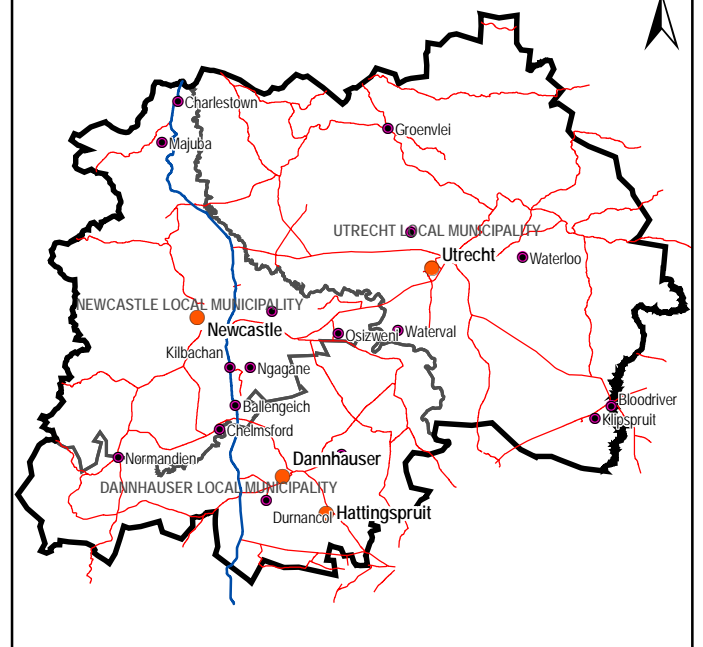 Charlestown
Groenvlei
Majuba
UTRECHT LOCAL MUNICIPALITY
Utrecht
Waterloo
NEWCASTLE LOCAL MUNICIPALITY
Newcastle
Osizweni
Waterval
Kilbachan
Ngagane
Ballengeich
Bloodriver
Klipspruit
Chelmsford
Normandien
Dannhauser
DANNHAUSER LOCAL MUNICIPALITY
Durnancol
Hattingspruit